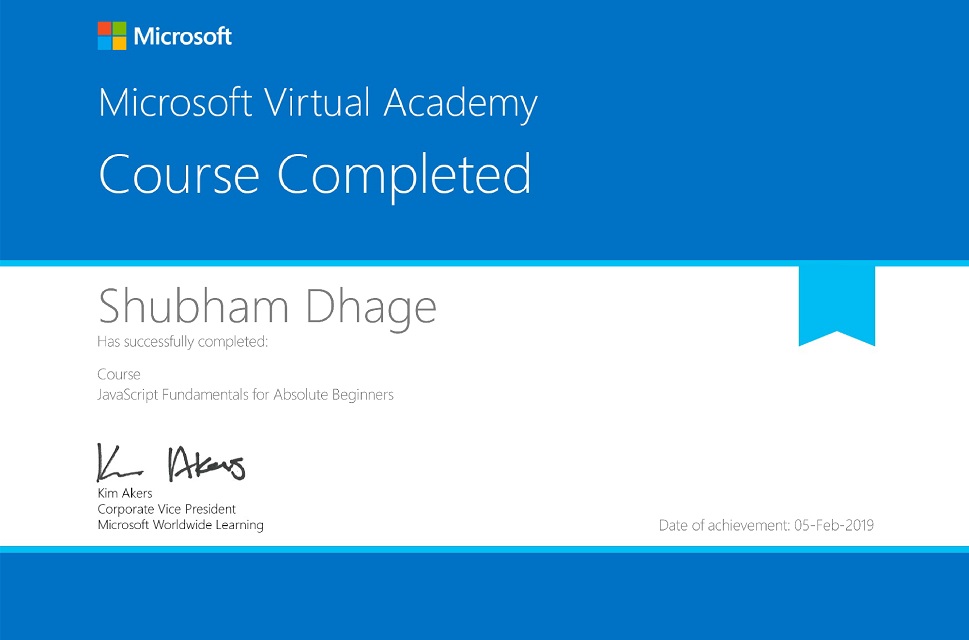 Microsoft
Microsoft Virtual Academy
Course Completed
Shubham Dhage
Has successfully completed:
Course
JavaScript Fundamentals for Absolute Beginners
Kim Akers
Kim Akers
Corporate Vice President
Microsoft Worldwide Learning
Date of achievement: 05-Feb-2019